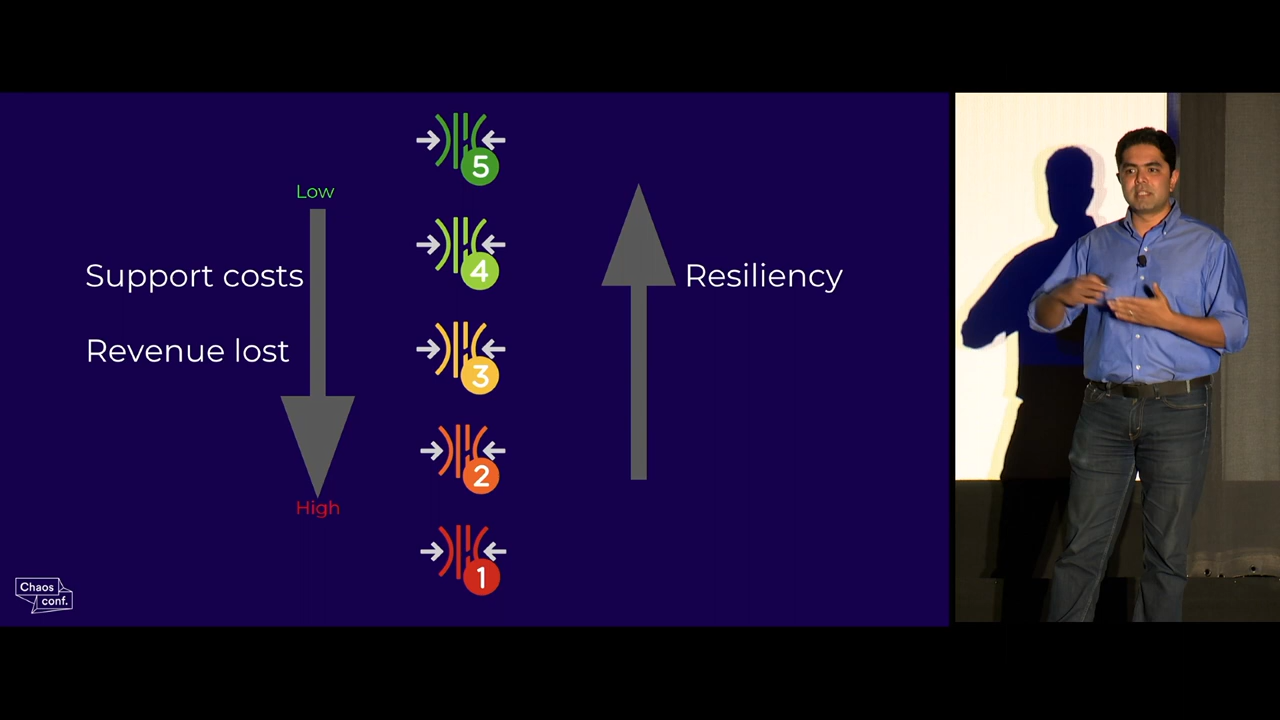 5
Low
4
Support costs
Resiliency
3
Revenue lost
2
High
1
Chaos
conf.